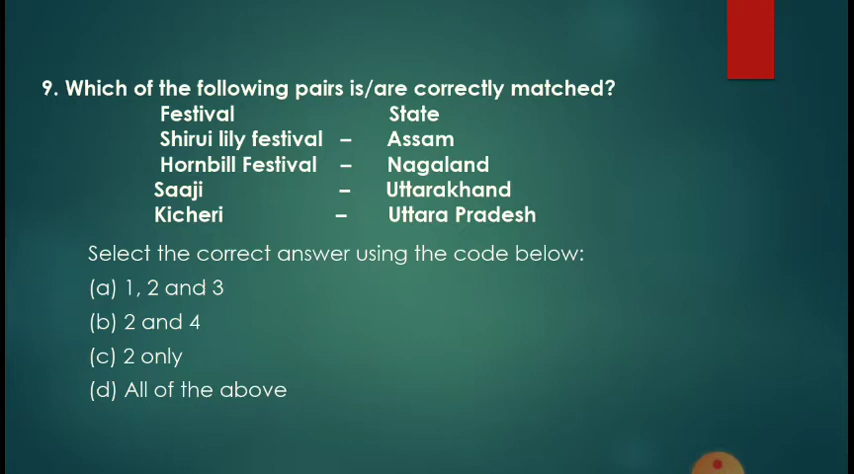 9. Which of the following pairs is/are correctly matched?
Festival State
Shirui lily festival – Assam
Hornbill Festival – Nagaland
Saaji – Uttarakhand
Kicheri – Uttara Pradesh
Select the correct answer using the code below:
(a) 1, 2 and 3
(b) 2 and 4
(c) 2 only
(d) All of the above